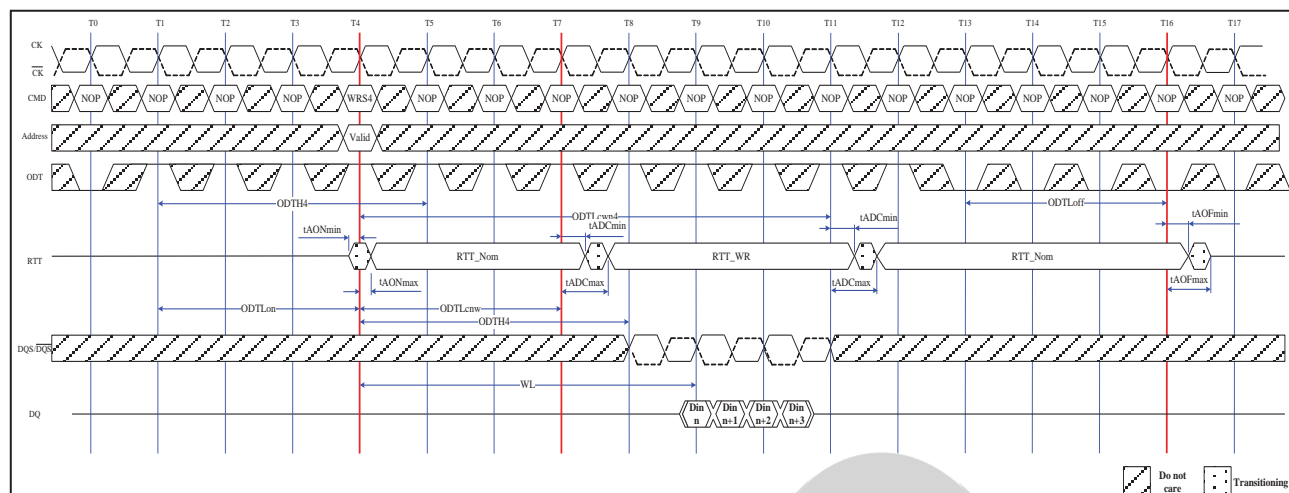 T0 T1 T2 T3 T4 T5 T6 T7 T8 T9 T10 T11 T12 T13 T14 T15 T16 T17
CK
CK
CMD NOP NOP NOP NOP WRS4 NOP NOP NOP NOP NOP NOP NOP NOP NOP NOP NOP NOP NOP
Address Valid
ODT
ODTH4 ODTLcwn4 ODTLoff
tAONmin tADCmin tADCmin tAOFmin
RTT RTT_Nom RTT_WR RTT_Nom
tAONmax tADCmax tADCmax tAOFmax
ODTLon ODTLcnw
ODTH4
DQS/DQS
WL
DQ Din n Din n+1 Din n+2 Din n+3
Do not care Transitioning